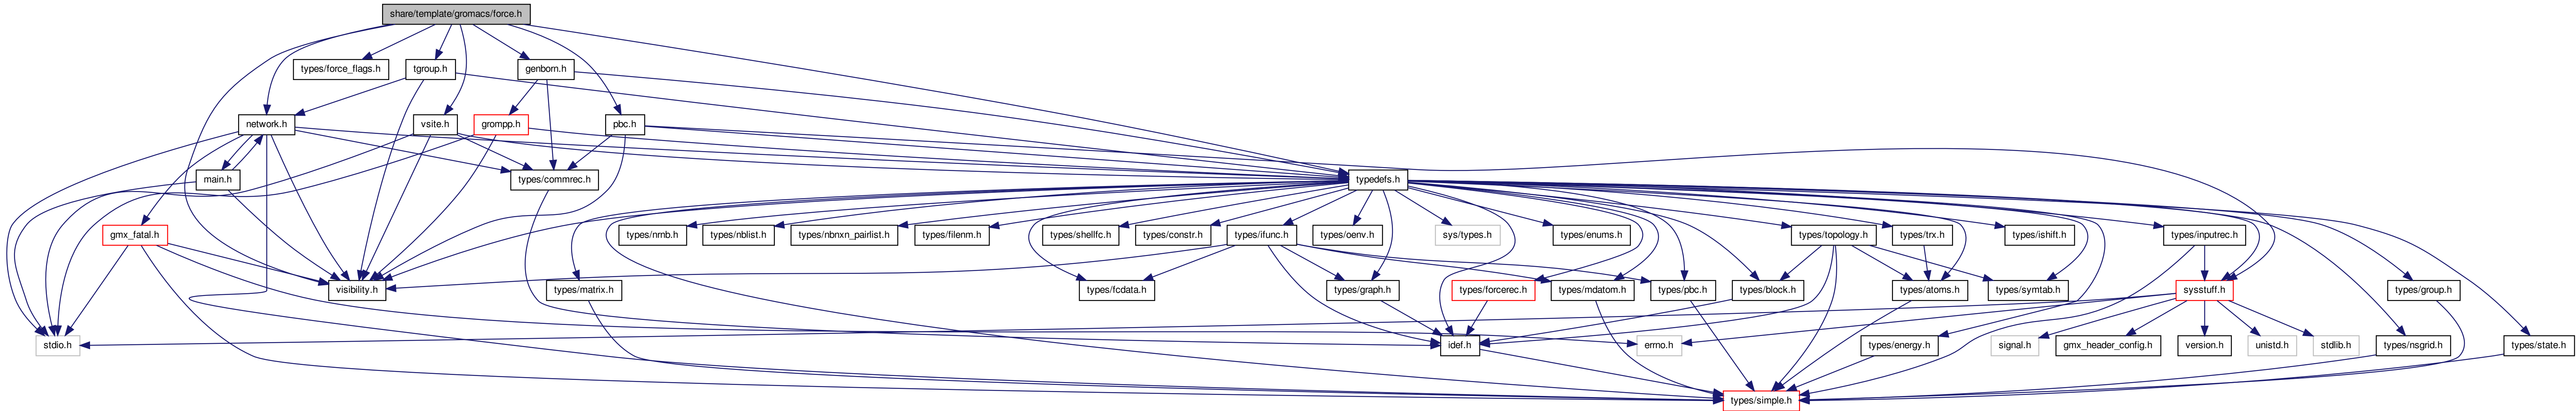 share/template/gromacs/force.h
types/force_flags.h
tgroup.h
genborn.h
network.h
vsite.h
grompp.h
pbc.h
main.h
types/commrec.h
typedefs.h
gmx_fatal.h
types/nrnb.h
types/nblist.h
types/nbnxn_pairlist.h
types/filenm.h
types/shellfc.h
types/constr.h
types/ifunc.h
types/oenv.h
sys/types.h
types/enums.h
types/topology.h
types/trx.h
types/ishift.h
types/inputrec.h
visibility.h
types/matrix.h
types/fcdata.h
types/graph.h
types/forcerec.h
types/mdatom.h
types/pbc.h
types/block.h
types/atoms.h
types/symtab.h
sysstuff.h
types/group.h
stdio.h
idef.h
errno.h
types/energy.h
signal.h
gmx_header_config.h
version.h
unistd.h
stdlib.h
types/nsgrid.h
types/state.h
types/simple.h